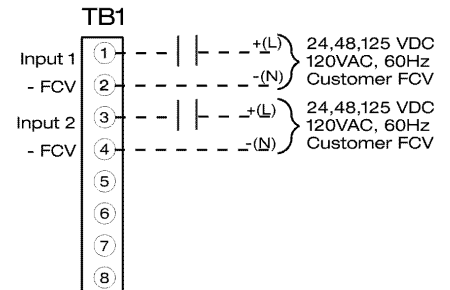 TB1
Input 1 1 +(L) 24,48,125 VDC
120VAC, 60Hz
- FCV 2 -(N) Customer FCV
Input 2 3 +(L) 24,48,125 VDC
120VAC, 60Hz
- FCV 4 -(N) Customer FCV
5
6
7
8